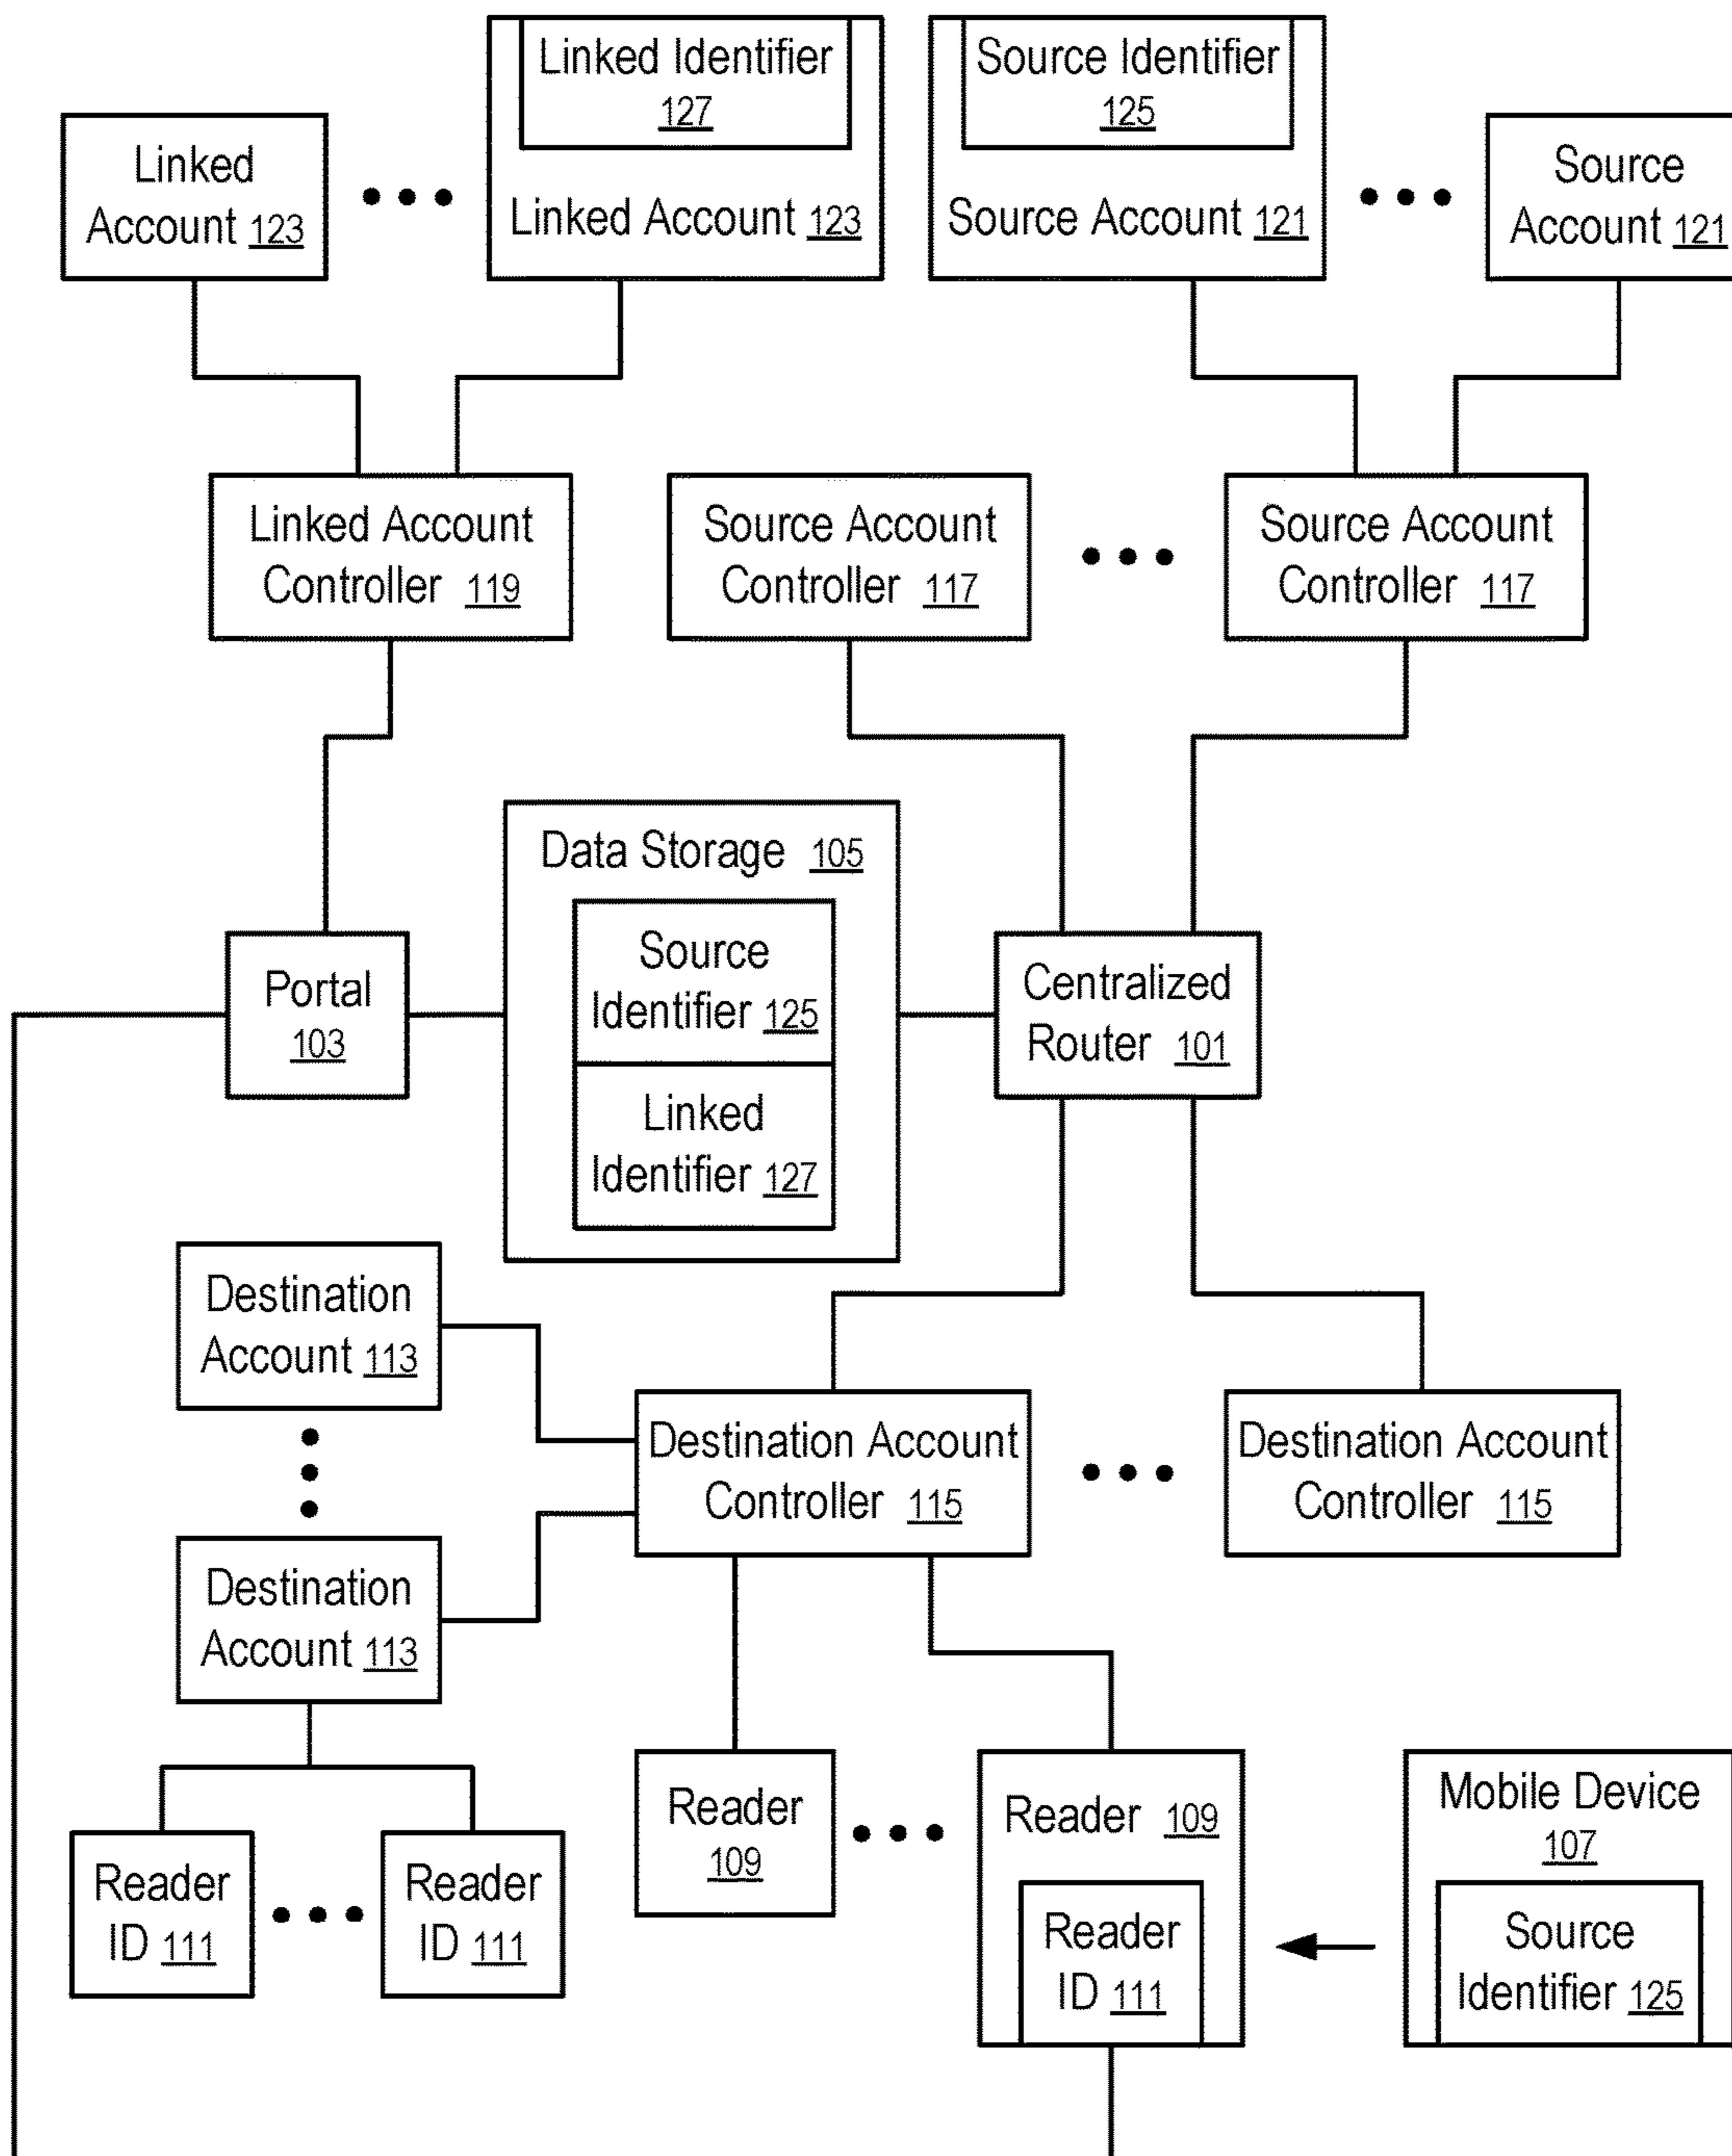 Linked Identifier
127
Source Identifier
125
Linked
Account 123
Linked Account 123
Source Account 121
Source
Account 121
Linked Account
Controller 119
Source Account
Controller 117
Source Account
Controller 117
Data Storage 105
Source
Identifier 125
Linked
Identifier 127
Portal
103
Centralized
Router 101
Destination
Account 113
Destination
Account 113
Destination Account
Controller 115
Destination Account
Controller 115
Reader
ID 111
Reader
ID 111
Reader
109
Reader 109
Reader
ID 111
Mobile Device
107
Source
Identifier 125